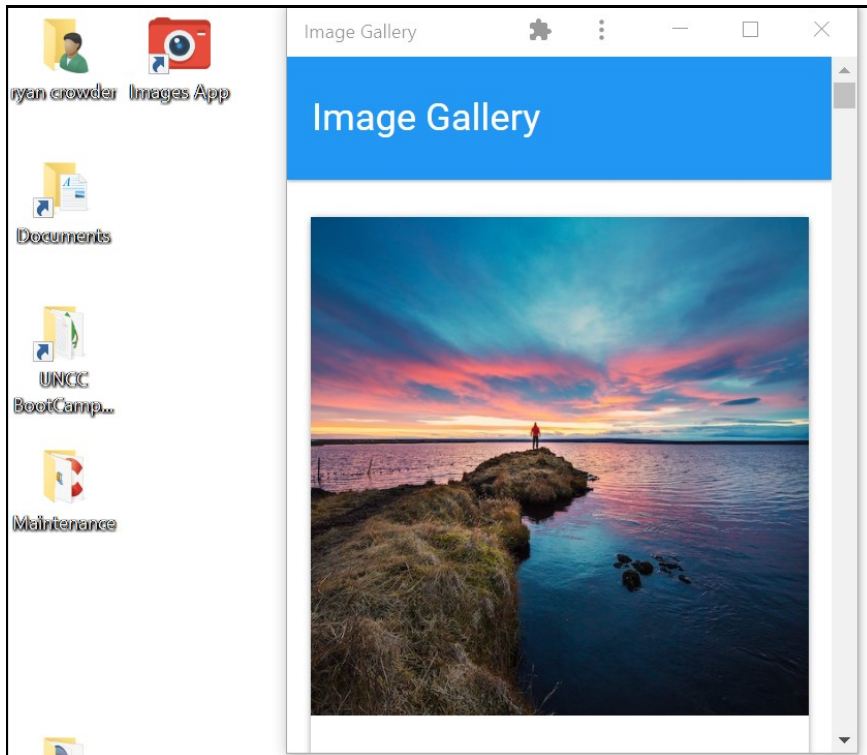 ryan crowder
Images App
Documents
UNCC
BootCamp...
Maintenance
Image Gallery
Image Gallery